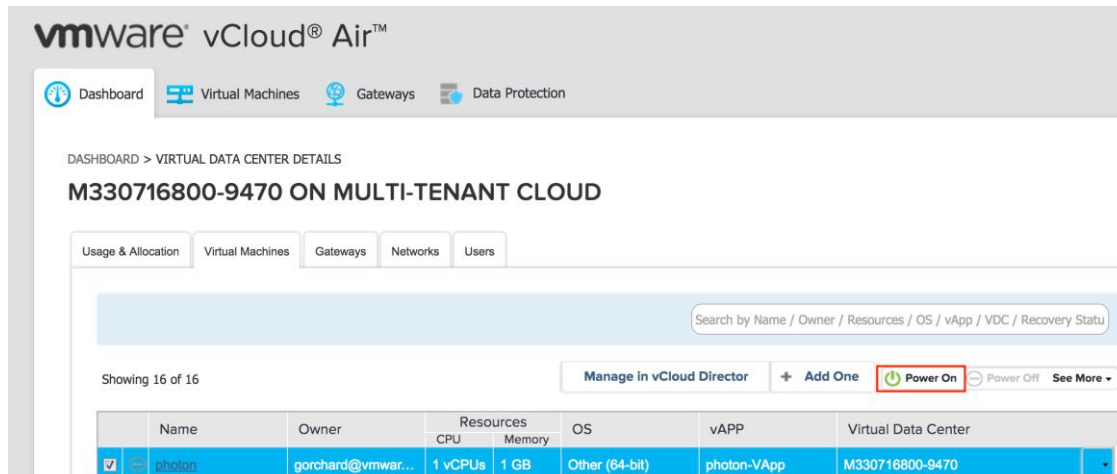 vmware® vCloud® Air™
Dashboard Virtual Machines Gateways Data Protection
DASHBOARD > VIRTUAL DATA CENTER DETAILS
M330716800-9470 ON MULTI-TENANT CLOUD
Usage & Allocation Virtual Machines Gateways Networks Users
Search by Name / Owner / Resources / OS / vApp / VDC / Recovery Statu
Showing 16 of 16 Manage in vCloud Director + Add One Power On Power Off See More
Name Owner Resources OS vAPP Virtual Data Center
CPU Memory
photon gorchard@vmwar... 1 vCPUs 1 GB Other (64-bit) photon-VApp M330716800-9470